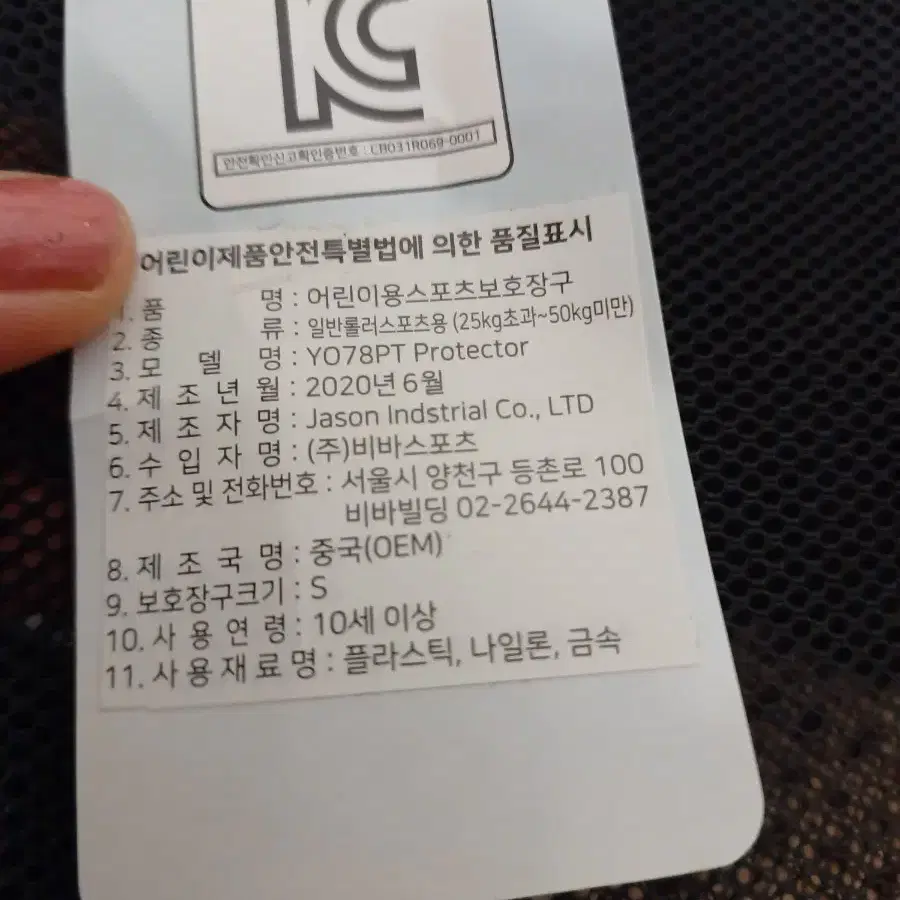 KC
안전확인신고확인증번호 : CB031R069-0001
어린이제품안전특별법에 의한 품질표시
1. 품 명 : 어린이용스포츠보호장구
2. 종 류 : 일반롤러스포츠용 (25kg초과~50kg미만)
3. 모 델 명 : YO78PT Protector
4. 제 조 년 월 : 2020년 6월
5. 제 조 자 명 : Jason Indstrial Co., LTD
6. 수 입 자 명 : (주)비바스포츠
7. 주소 및 전화번호 : 서울시 양천구 등촌로 100
비바빌딩 02-2644-2387
8. 제 조 국 명 : 중국(OEM)
9. 보호장구크기 : S
10. 사 용 연 령 : 10세 이상
11. 사 용 재 료 명 : 플라스틱, 나일론, 금속